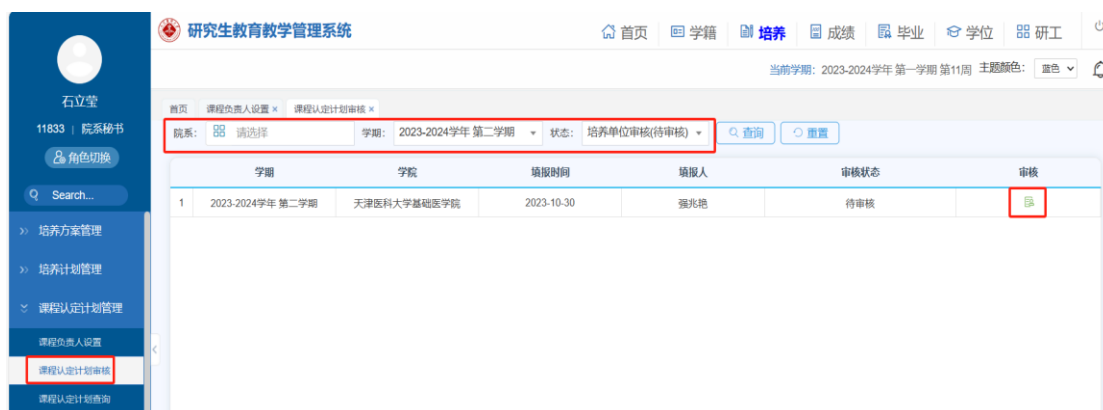 研究生教育教学管理系统
首页 学籍 培养 成绩 毕业 学位 研工
当前学期：2023-2024学年 第一学期 第11周 主题颜色： 蓝色
石立莹
11833 | 院系秘书
角色切换
Search...
培养方案管理
培养计划管理
课程认定计划管理
课程负责人设置
课程认定计划审核
课程认定计划查询
首页 课程负责人设置 × 课程认定计划审核 ×
院系： 请选择 学期： 2023-2024学年 第二学期 状态： 培养单位审核(待审核) 查询 重置
学期 学院 填报时间 填报人 审核状态 审核
1 2023-2024学年 第二学期 天津医科大学基础医学院 2023-10-30 强兆艳 待审核